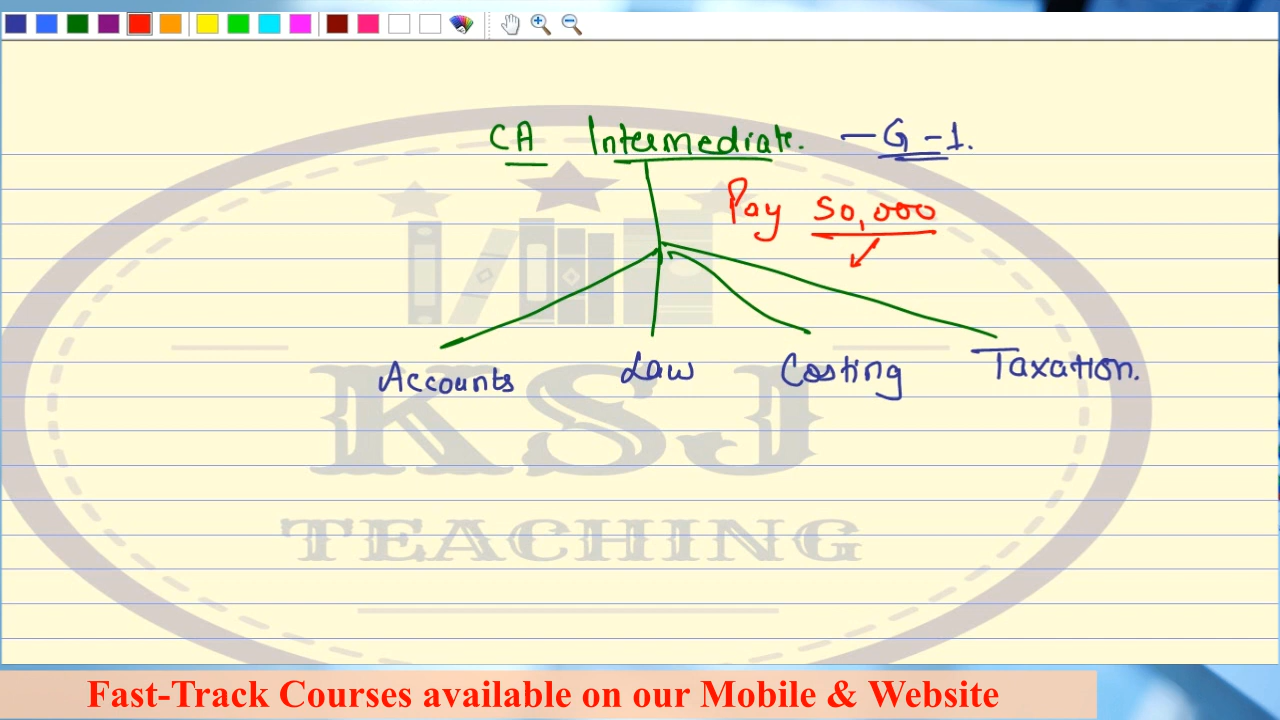 CA Intermediate. - G-1.
Pay 50,000
Accounts Law Costing Taxation.
KSJ
TEACHING
Fast-Track Courses available on our Mobile & Website